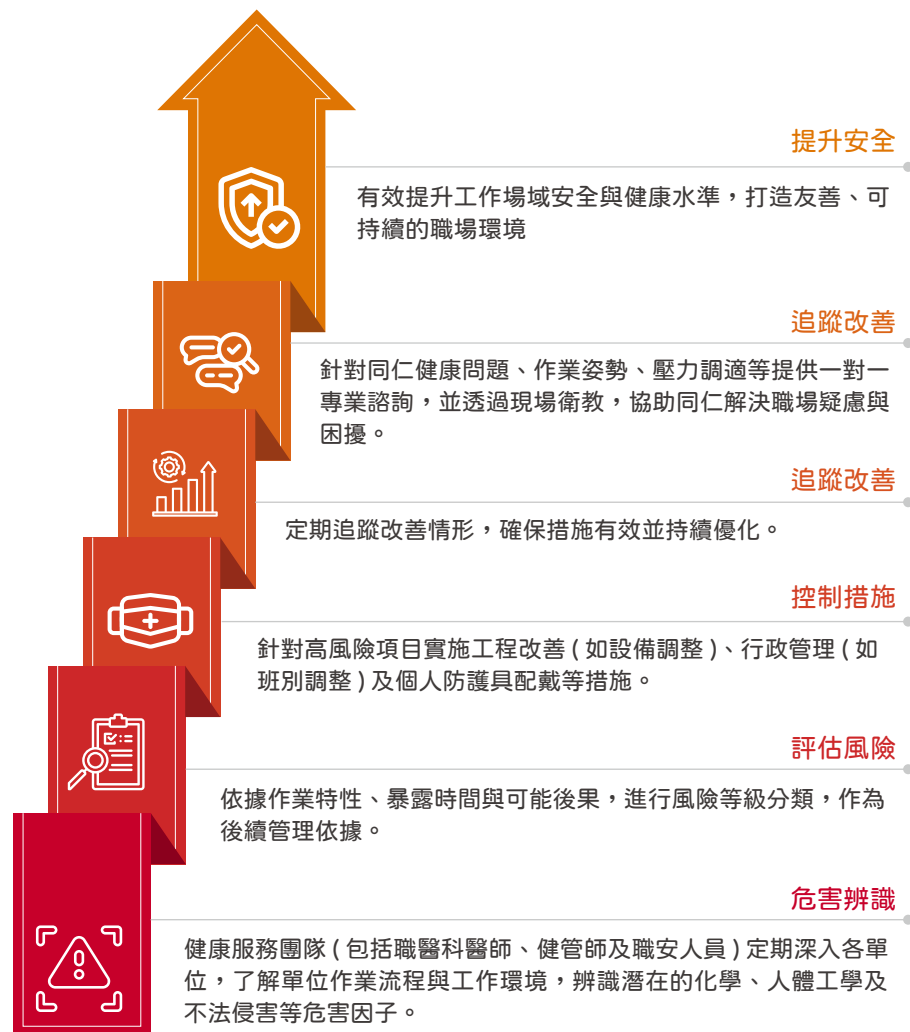 提升安全
有效提升工作場域安全與健康水準，打造友善、可
持續的職場環境
追蹤改善
針對同仁健康問題、作業姿勢、壓力調適等提供一對一
專業諮詢，並透過現場衛教，協助同仁解決職場疑慮與
困擾。
追蹤改善
定期追蹤改善情形，確保措施有效並持續優化。
控制措施
針對高風險項目實施工程改善 ( 如設備調整 )、行政管理 ( 如
班別調整 ) 及個人防護具配戴等措施。
評估風險
依據作業特性、暴露時間與可能後果，進行風險等級分類，作為
後續管理依據。
危害辨識
健康服務團隊 ( 包括職醫科醫師、健管師及職安人員 ) 定期深入各單
位，了解單位作業流程與工作環境，辨識潛在的化學、人體工學及
不法侵害等危害因子。